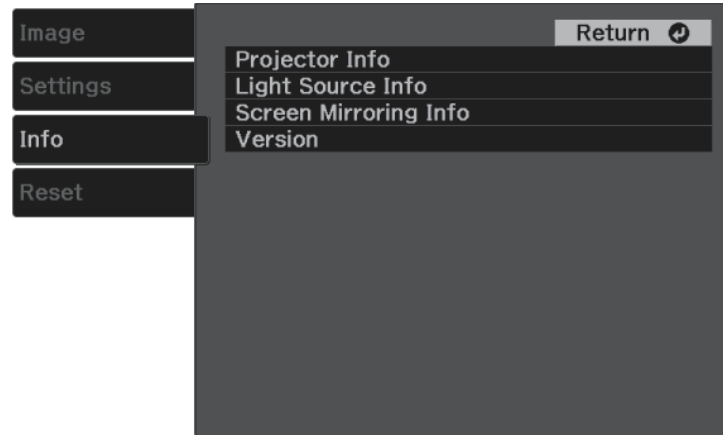 Image
Settings
Info
Reset
Return
Projector Info
Light Source Info
Screen Mirroring Info
Version